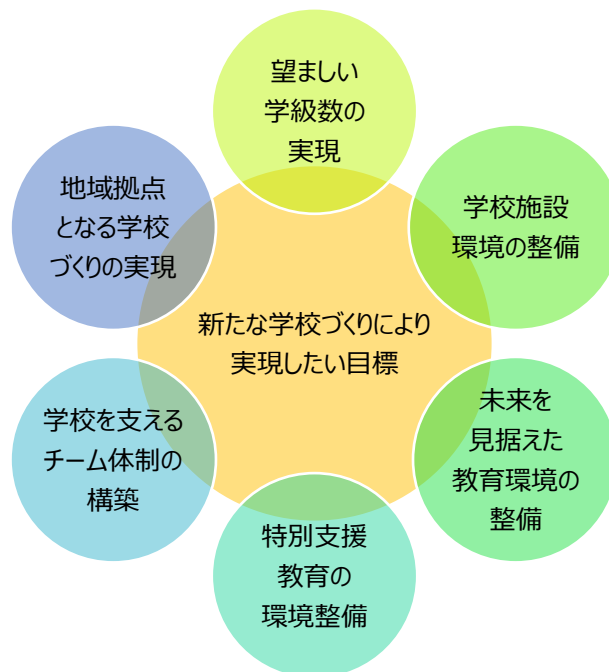 望ましい
学級数の
実現
学校施設
環境の整備
未来を
見据えた
教育環境の
整備
特別支援
教育の
環境整備
学校を支える
チーム体制の
構築
地域拠点
となる学校
づくりの実現
新たな学校づくりにより
実現したい目標